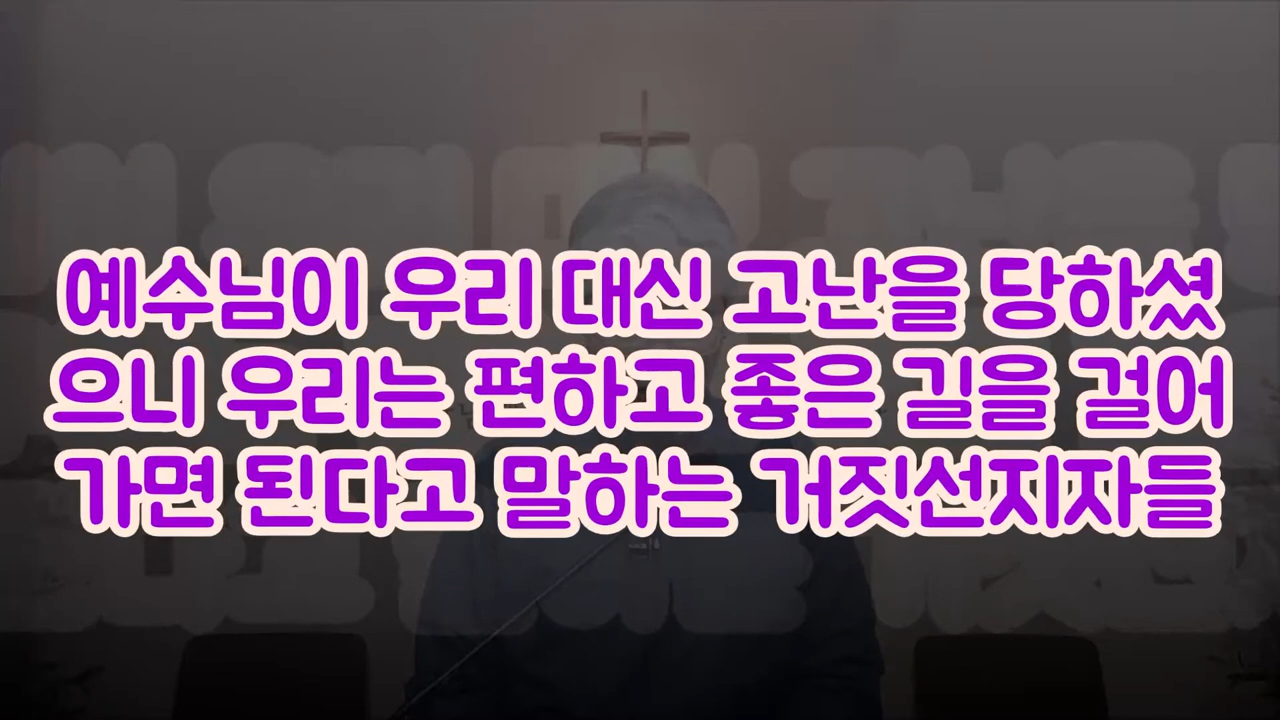 예수님이 우리 대신 고난을 당하셨
으니 우리는 편하고 좋은 길을 걸어
가면 된다고 말하는 거짓선지자들